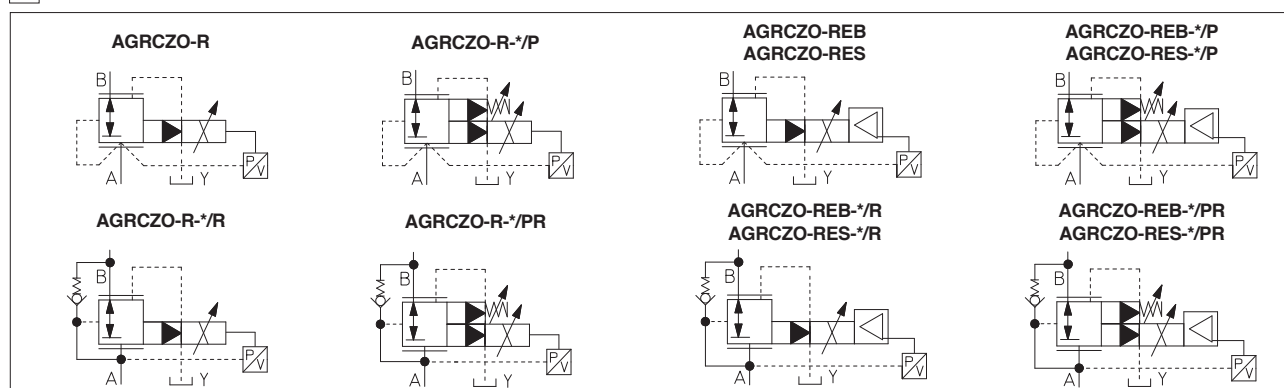 AGRCZO-R
B
A
Y
P/V
AGRCZO-R-*/P
B
A
Y
P/V
AGRCZO-REB
AGRCZO-RES
B
A
Y
P/V
AGRCZO-REB-*/P
AGRCZO-RES-*/P
B
A
Y
P/V
AGRCZO-R-*/R
B
A
Y
P/V
AGRCZO-R-*/PR
B
A
Y
P/V
AGRCZO-REB-*/R
AGRCZO-RES-*/R
B
A
Y
P/V
AGRCZO-REB-*/PR
AGRCZO-RES-*/PR
B
A
Y
P/V